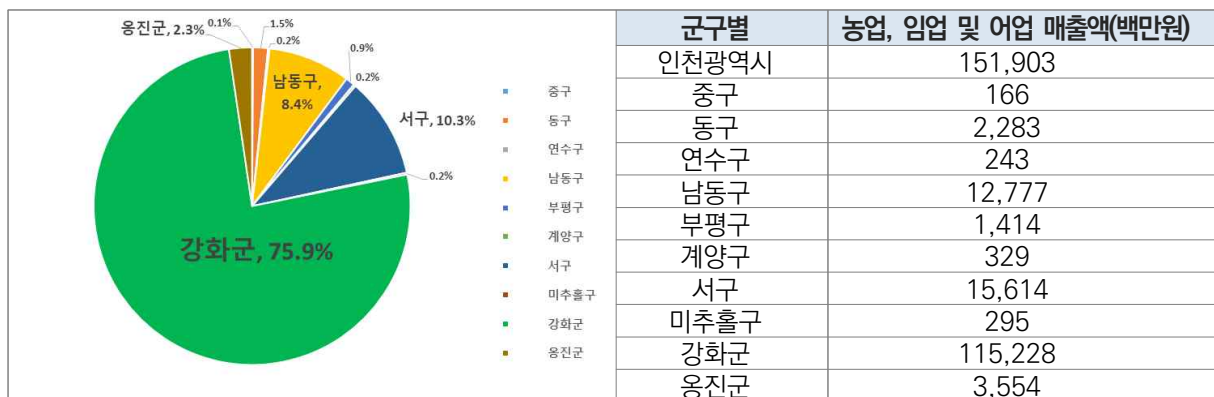 옹진군, 2.3%
0.1%
1.5%
0.2%
남동구,
8.4%
0.9%
0.2%
서구, 10.3%
0.2%
강화군, 75.9%
중구
동구
연수구
남동구
부평구
계양구
서구
미추홀구
강화군
옹진군
군구별 농업, 임업 및 어업 매출액(백만원)
인천광역시 151,903
중구 166
동구 2,283
연수구 243
남동구 12,777
부평구 1,414
계양구 329
서구 15,614
미추홀구 295
강화군 115,228
옹진군 3,554